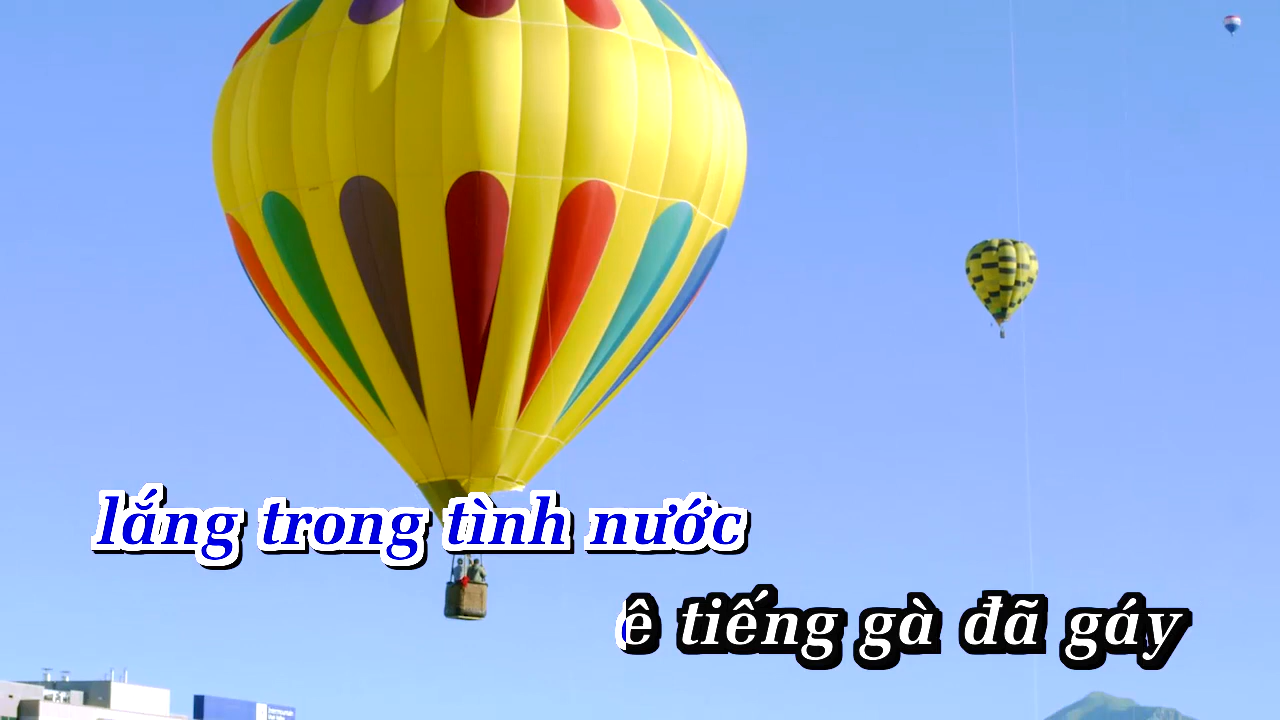 lắng trong tình nước
ê tiếng gà đã gáy